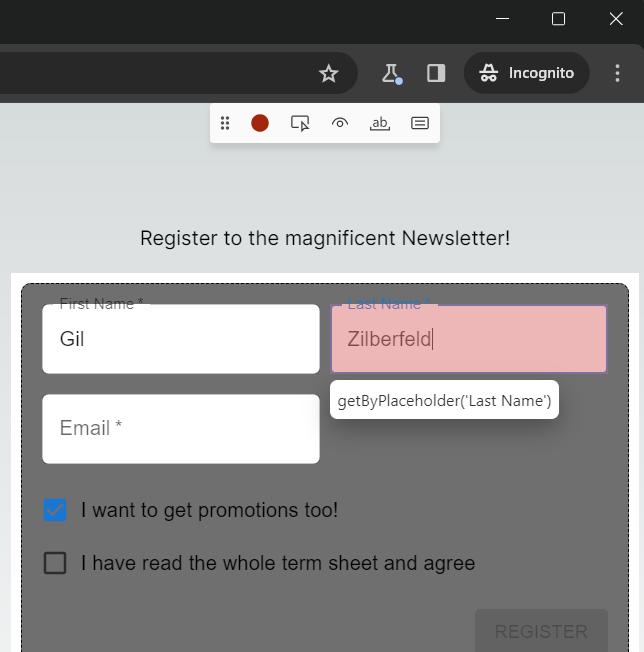 Incognito
ab
Register to the magnificent Newsletter!
First Name *
Last Name *
Gil
Zilberfeld
getByPlaceholder('Last Name')
Email *
I want to get promotions too!
I have read the whole term sheet and agree
REGISTER